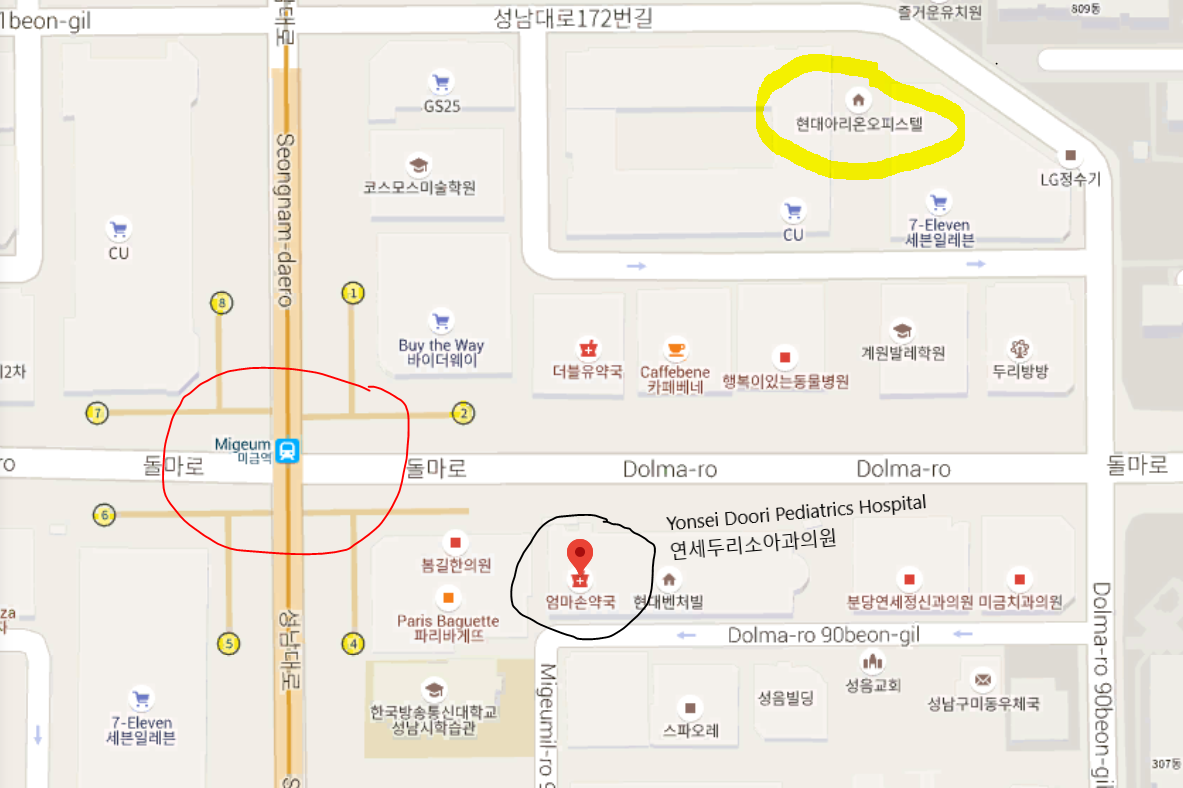 1beon-gil
성남대로172번길
즐거운유치원
809동
GS25
현대아리온오피스텔
LG정수기
코스모스미술학원
Seongnam-daero
CU
CU
7-Eleven
세븐일레븐
8
1
Buy the Way
바이더웨이
더블유약국
Caffebene
카페베네
행복이있는동물병원
계원발레학원
두리방방
2차
7
2
Migeum
미금역
돌마로
돌마로
Dolma-ro
Dolma-ro
돌마로
6
Yonsei Doori Pediatrics Hospital
연세두리소아과의원
봄길한의원
엄마손약국
현대벤처빌
분당연세정신과의원
미금치과의원
Paris Baguette
파리바게뜨
5
4
성남대로
Dolma-ro 90beon-gil
Dolma-ro 90beon-gil
Migeumil-ro 9
한국방송통신대학교
성남시학습관
성음교회
성음빌딩
성남구미동우체국
스파오레
7-Eleven
세븐일레븐
307동